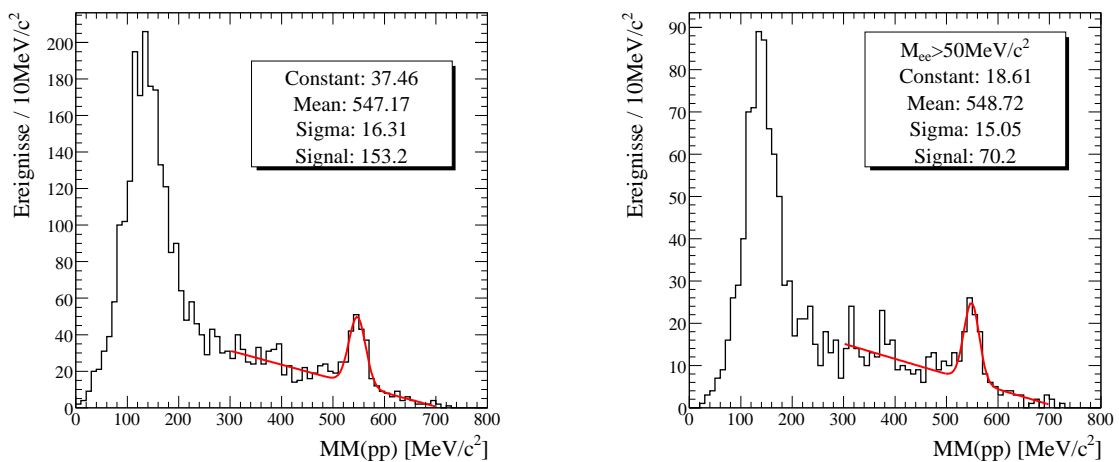 Ereignisse / 10MeV/c²
200
180
160
140
120
100
80
60
40
20
0
Constant: 37.46
Mean: 547.17
Sigma: 16.31
Signal: 153.2
0 100 200 300 400 500 600 700 800
MM(pp) [MeV/c²]
Ereignisse / 10MeV/c²
90
80
70
60
50
40
30
20
10
0
M_ee>50MeV/c²
Constant: 18.61
Mean: 548.72
Sigma: 15.05
Signal: 70.2
0 100 200 300 400 500 600 700 800
MM(pp) [MeV/c²]